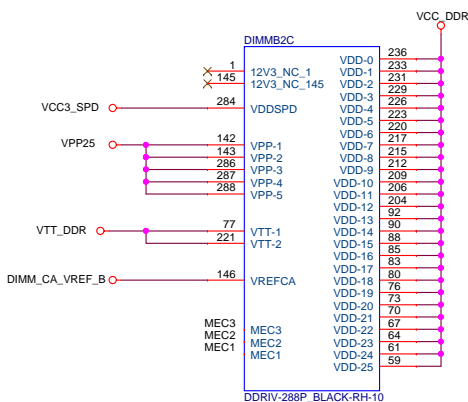 VCC_DDR
DIMMB2C
1 12V3_NC_1 VDD-0 236
145 12V3_NC_145 VDD-1 233
VDD-2 231
VDD-3 229
VCC3_SPD 284 VDDSPD VDD-4 226
VDD-5 223
VDD-6 220
VPP25 142 VPP-1 VDD-7 217
143 VPP-2 VDD-8 215
286 VPP-3 VDD-9 212
287 VPP-4 VDD-10 209
288 VPP-5 VDD-11 206
VDD-12 204
VDD-13 92
VTT_DDR 77 VTT-1 VDD-14 90
221 VTT-2 VDD-15 88
VDD-16 85
VDD-17 83
DIMM_CA_VREF_B 146 VREFCA VDD-18 80
VDD-19 76
VDD-20 73
VDD-21 70
MEC3 MEC3 VDD-22 67
MEC2 MEC2 VDD-23 64
MEC1 MEC1 VDD-24 61
VDD-25 59
DDRIV-288P_BLACK-RH-10